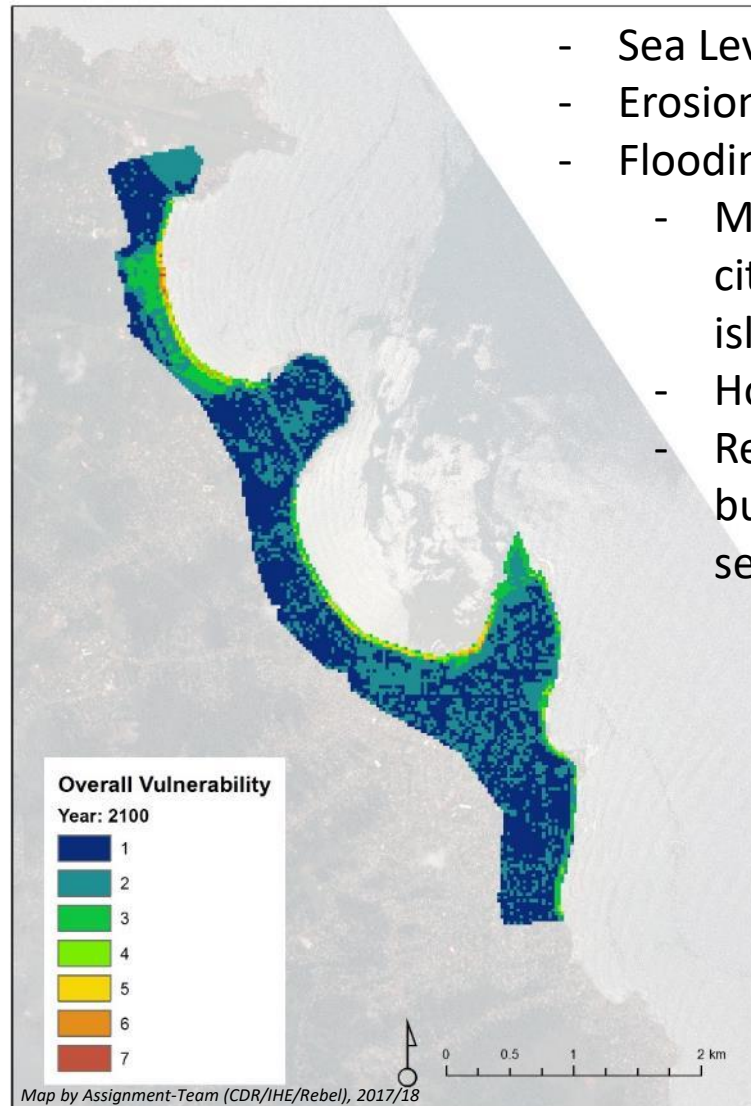 - Sea Lev
- Erosion
- Floodin
- M
cit
isl
- Ho
- Re
bu
se
Overall Vulnerability
Year: 2100
1
2
3
4
5
6
7
0 0.5 1 2 km
Map by Assignment-Team (CDR/IHE/Rebel), 2017/18